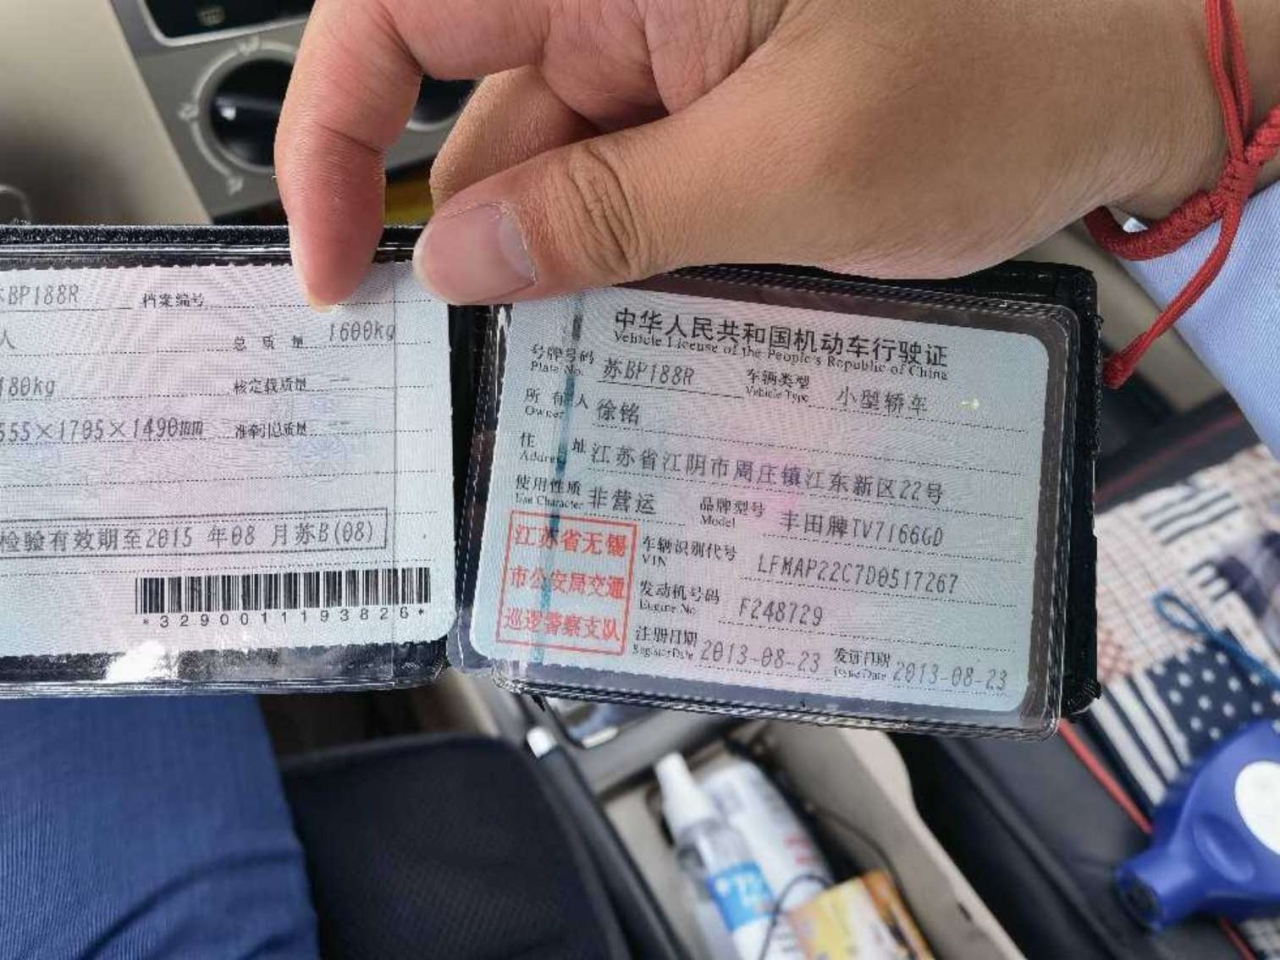 BP188R 档案编号
人 总质量 1600kg
180kg 核定载质量 --
555×1705×1490mm 准牵引总质量 --
检验有效期至2015 年08 月苏B(08)
*3290011193826*
中华人民共和国机动车行驶证
Vehicle License of the People's Republic of China
号牌号码 苏BP188R 车辆类型 小型轿车
Plate No. Vehicle Type
所有人 徐铭
Owner
住址 江苏省江阴市周庄镇江东新区22号
Address
使用性质 非营运 品牌型号 丰田牌TV7166GD
Use Character Model
江苏省无锡
市公安局交通
巡逻警察支队
车辆识别代号 LFMAP22C7D0517267
VIN
发动机号码 F248729
Engine No.
注册日期 2013-08-23 发证日期 2013-08-23
Register Date Issue Date